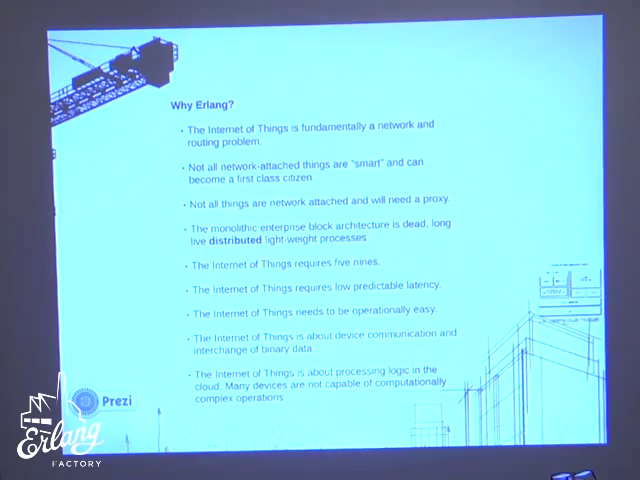 Why Erlang?
· The Internet of Things is fundamentally a network and
routing problem.
· Not all network-attached things are "smart" and can
become a first class citizen.
· Not all things are network attached and will need a proxy.
· The monolithic enterprise block architecture is dead, long
live distributed light-weight processes.
· The Internet of Things requires five nines.
· The Internet of Things requires low predictable latency.
· The Internet of Things needs to be operationally easy.
· The Internet of Things is about device communication and
interchange of binary data
· The Internet of Things is about processing logic in the
cloud. Many devices are not capable of computationally
complex operations
Prezi
Erlang
FACTORY